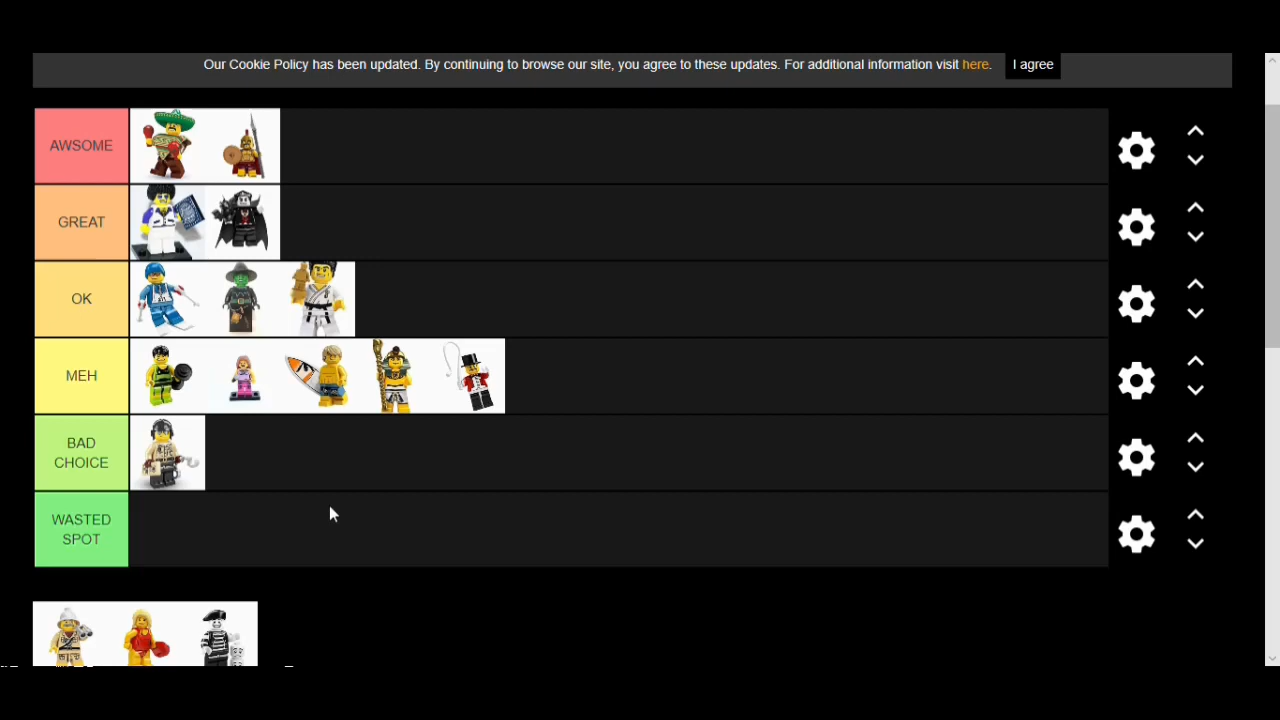 Our Cookie Policy has been updated. By continuing to browse our site, you agree to these updates. For additional information visit here. I agree
AWSOME
GREAT
OK
MEH
BAD
CHOICE
WASTED
SPOT